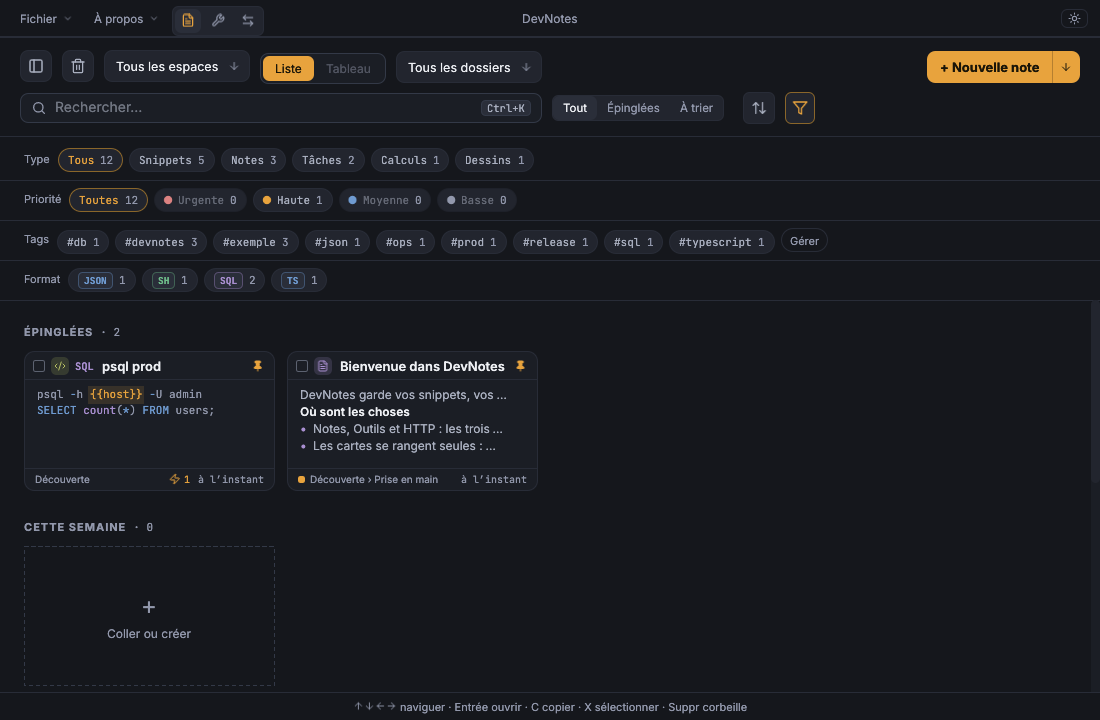 Fichier À propos DevNotes
Tous les espaces Liste Tableau Tous les dossiers + Nouvelle note
Rechercher... Ctrl+K Tout Épinglées À trier
Type Tous 12 Snippets 5 Notes 3 Tâches 2 Calculs 1 Dessins 1
Priorité Toutes 12 Urgente 0 Haute 1 Moyenne 0 Basse 0
Tags #db 1 #devnotes 3 #exemple 3 #json 1 #ops 1 #prod 1 #release 1 #sql 1 #typescript 1 Gérer
Format JSON 1 SH 1 SQL 2 TS 1
ÉPINGLÉES · 2
</> SQL psql prod
psql -h {{host}} -U admin
SELECT count(*) FROM users;
Découverte 1 à l'instant
Bienvenue dans DevNotes
DevNotes garde vos snippets, vos ...
Où sont les choses
• Notes, Outils et HTTP : les trois ...
• Les cartes se rangent seules : ...
Découverte › Prise en main à l'instant
CETTE SEMAINE · 0
+
Coller ou créer
↑↓←→ naviguer · Entrée ouvrir · C copier · X sélectionner · Suppr corbeille